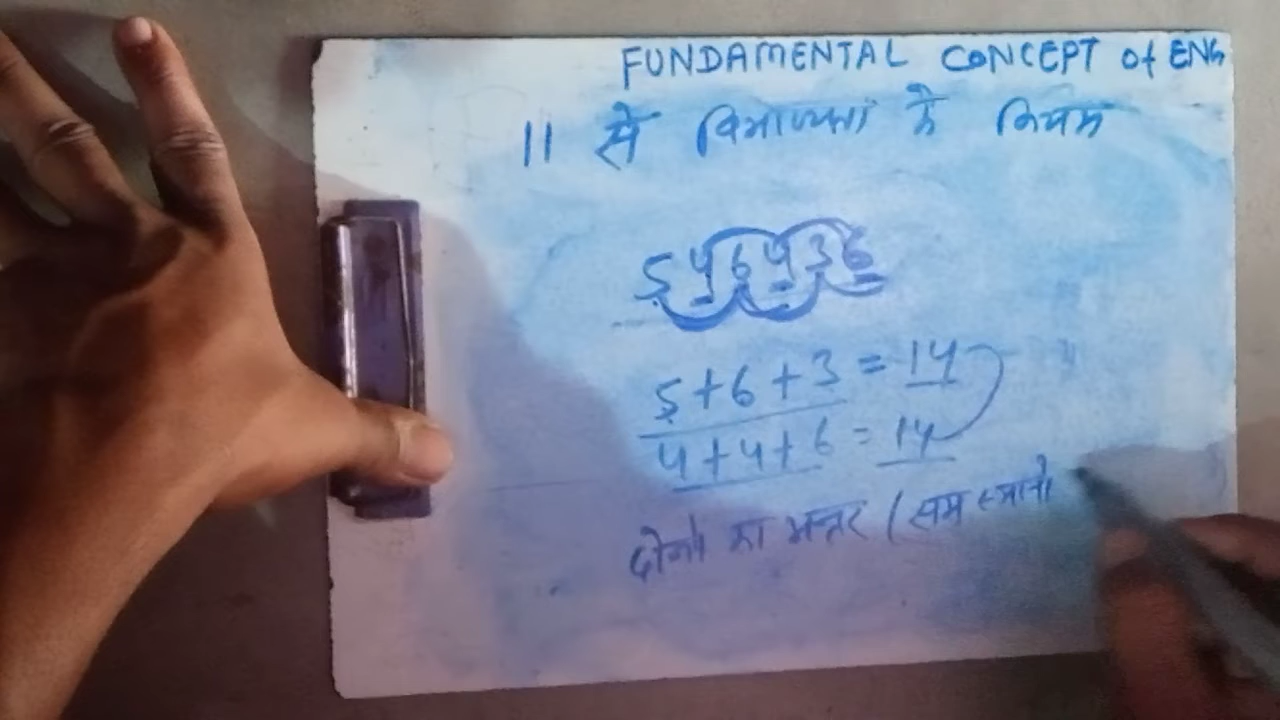 FUNDAMENTAL CONCEPT Of ENG
11 से विभाज्यता के नियम
546436
5+6+3 = 14
4+4+6 = 14
दोनो का अन्तर (सम स्थानो